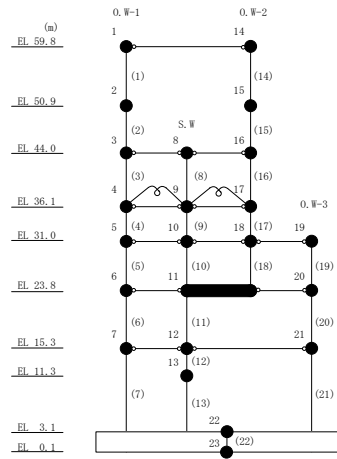 O.W-1 O.W-2
(m)
EL 59.8 1 14
(1) (14)
EL 50.9 2 15
(2) S.W (15)
EL 44.0 3 8 16
(3) (8) (16)
EL 36.1 4 9 17 O.W-3
EL 31.0 5 (4) 10 (9) 18 (17) 19
(5) (10) (18) (19)
EL 23.8 6 11 20
(6) (11) (20)
EL 15.3 7 12 21
13 (12)
EL 11.3
(7) (13) (21)
EL 3.1 22
EL 0.1 23 (22)